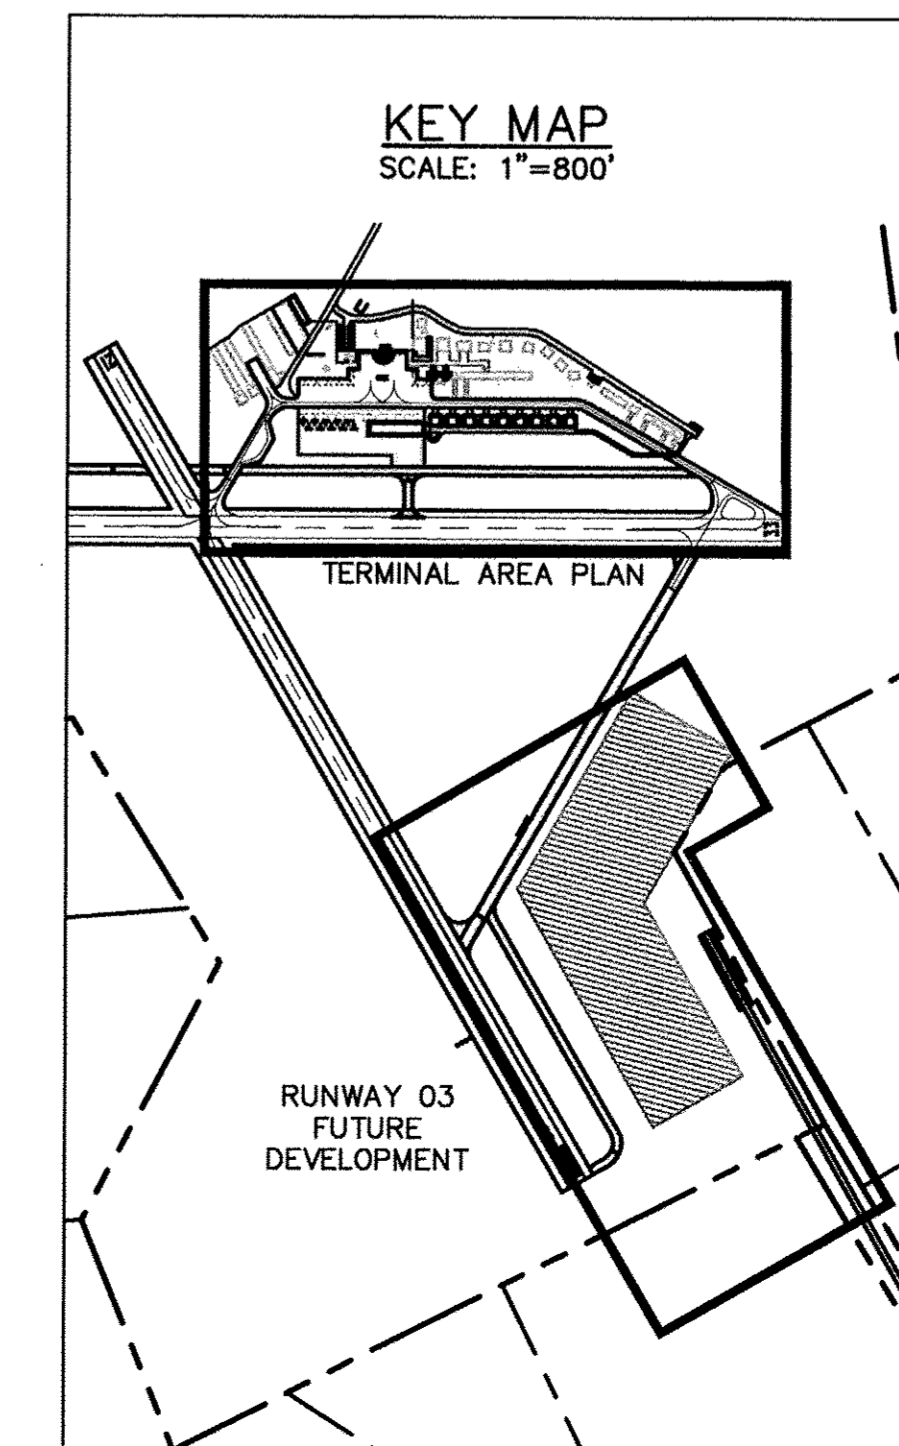 KEY MAP
SCALE: 1"=800'
TERMINAL AREA PLAN
RUNWAY 03
FUTURE
DEVELOPMENT